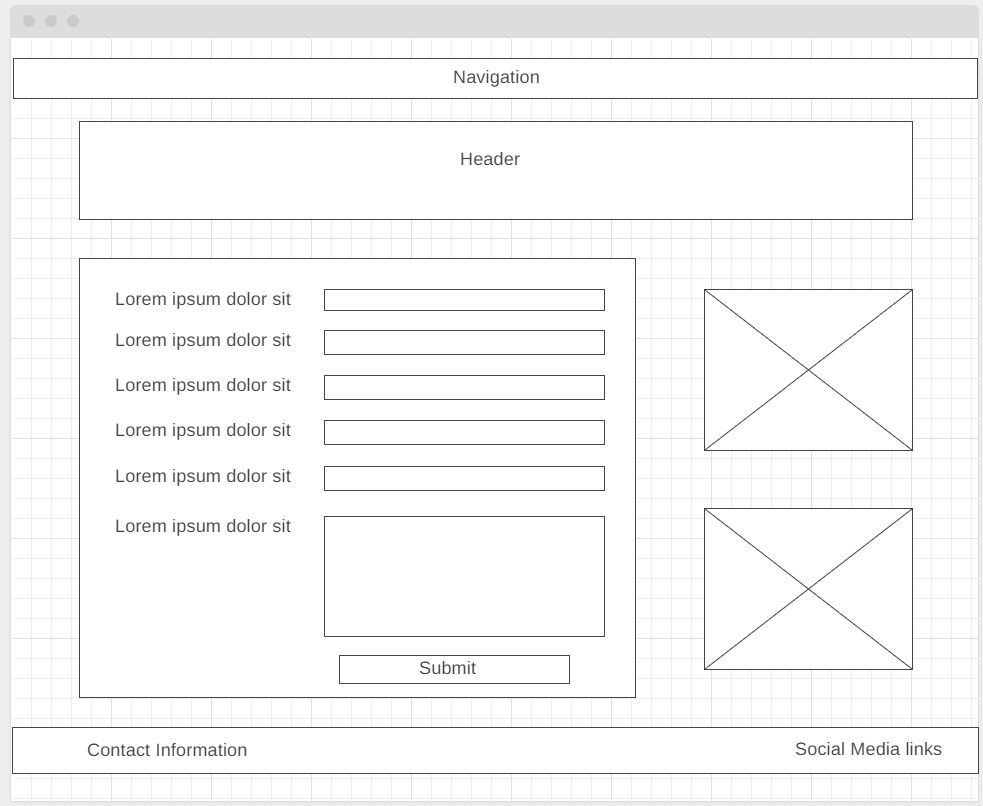 Navigation
Header
Lorem ipsum dolor sit
Lorem ipsum dolor sit
Lorem ipsum dolor sit
Lorem ipsum dolor sit
Lorem ipsum dolor sit
Lorem ipsum dolor sit
Submit
Contact Information
Social Media links